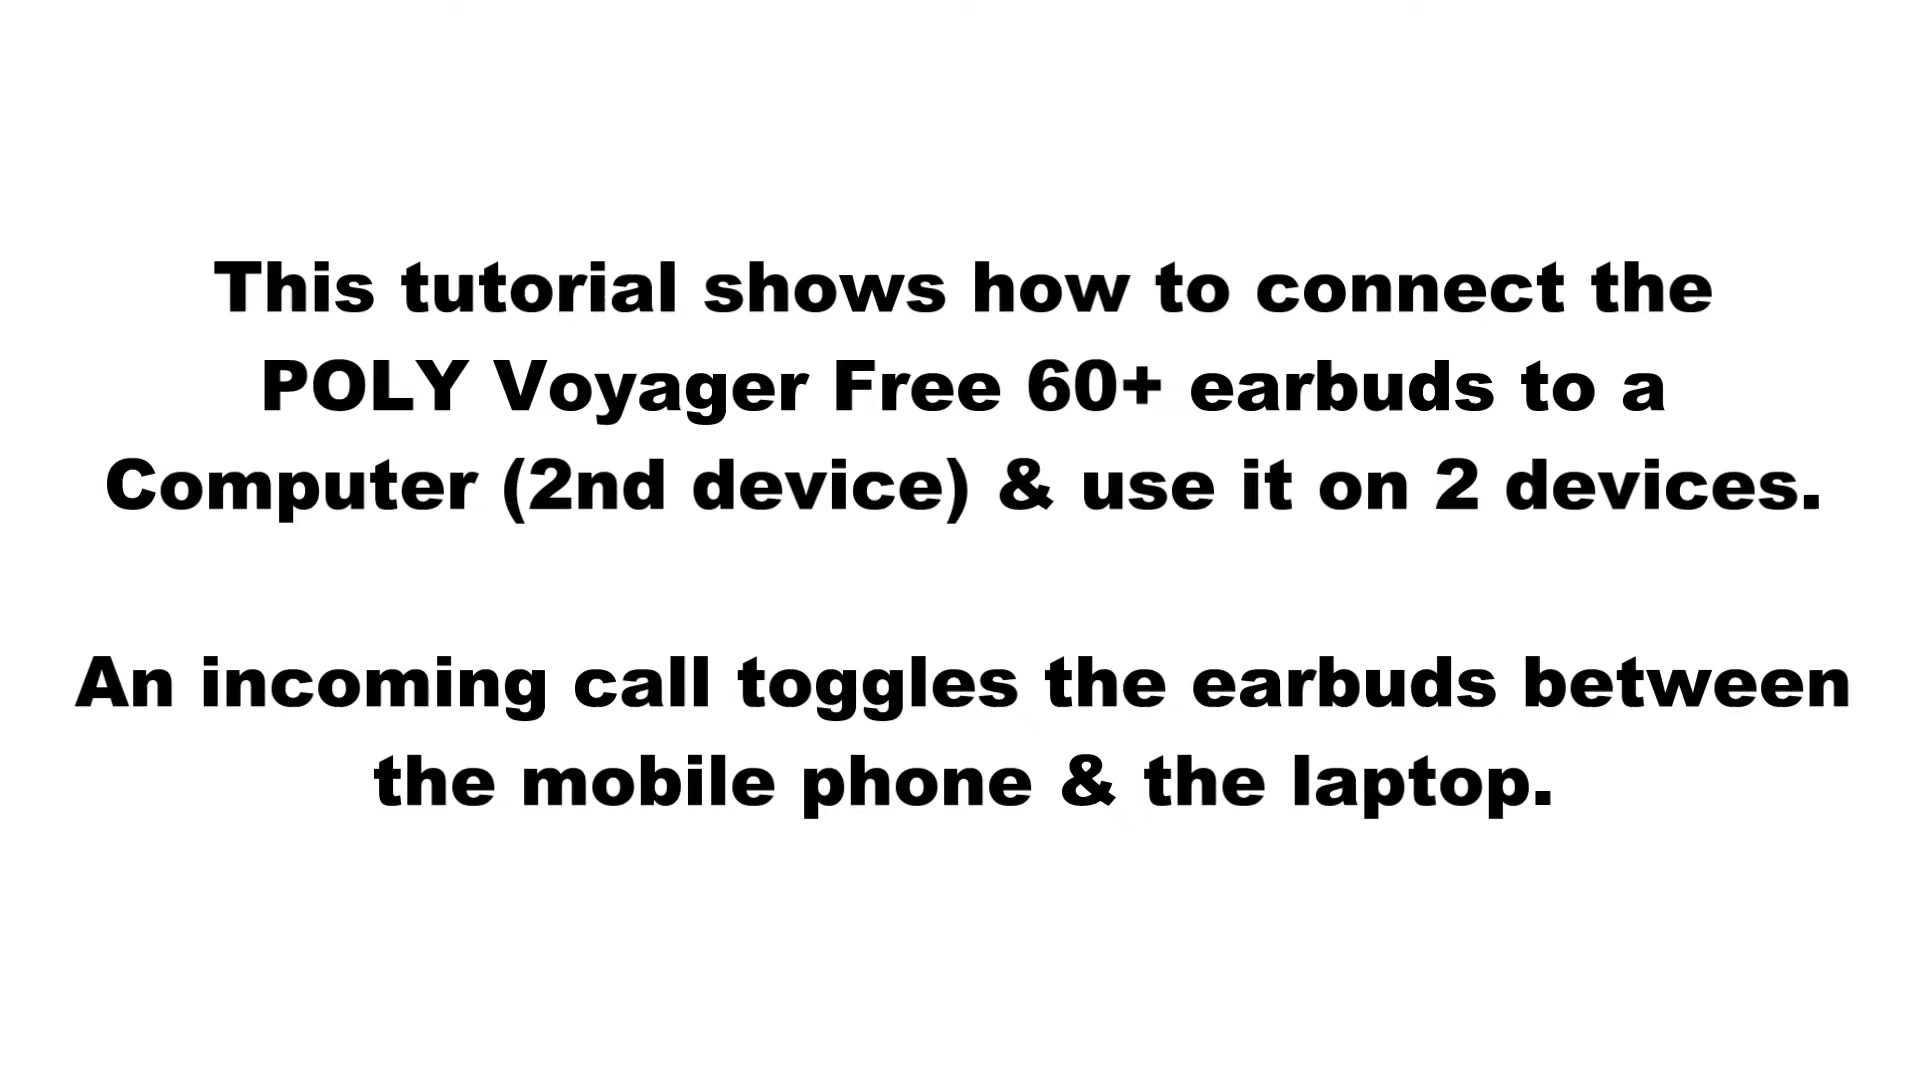 This tutorial shows how to connect the
POLY Voyager Free 60+ earbuds to a
Computer (2nd device) & use it on 2 devices.
An incoming call toggles the earbuds between
the mobile phone & the laptop.